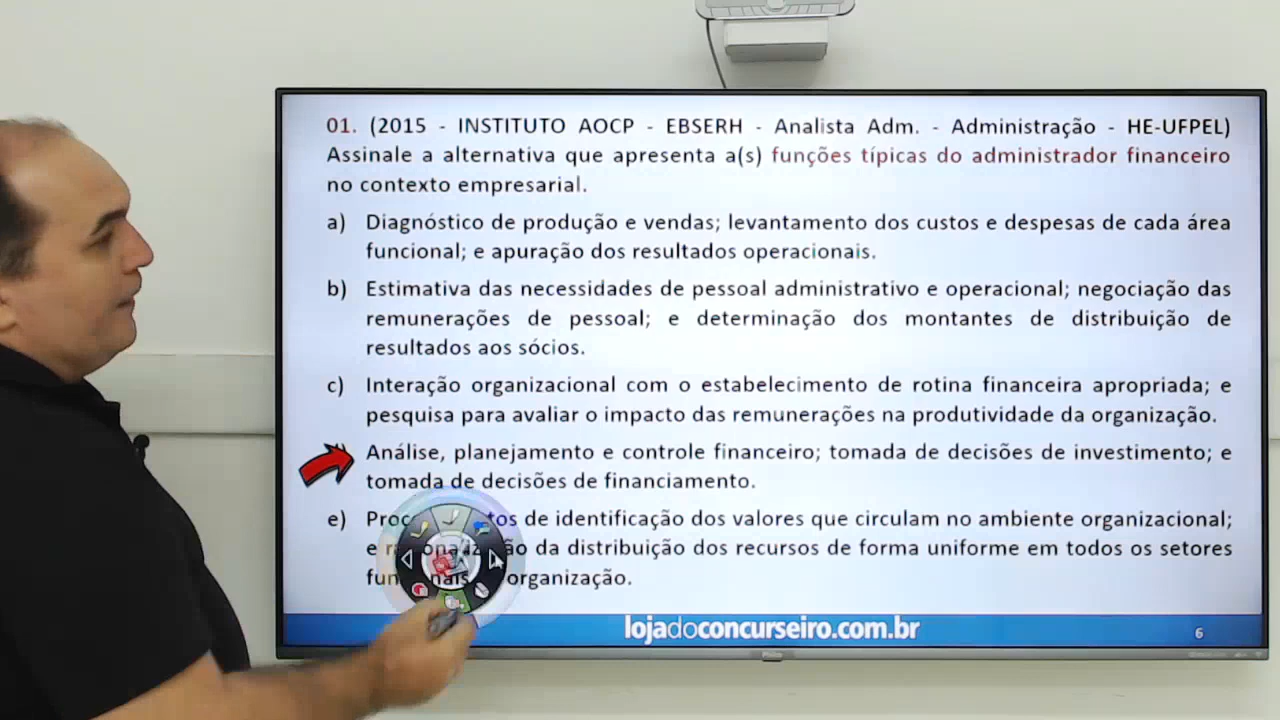 01. (2015 - INSTITUTO AOCP - EBSERH - Analista Adm. - Administração - HE-UFPEL)
Assinale a alternativa que apresenta a(s) funções típicas do administrador financeiro
no contexto empresarial.
a) Diagnóstico de produção e vendas; levantamento dos custos e despesas de cada área
funcional; e apuração dos resultados operacionais.
b) Estimativa das necessidades de pessoal administrativo e operacional; negociação das
remunerações de pessoal; e determinação dos montantes de distribuição de
resultados aos sócios.
c) Interação organizacional com o estabelecimento de rotina financeira apropriada; e
pesquisa para avaliar o impacto das remunerações na produtividade da organização.
Análise, planejamento e controle financeiro; tomada de decisões de investimento; e
tomada de decisões de financiamento.
e) de identificação dos valores que circulam no ambiente organizacional;
e da distribuição dos recursos de forma uniforme em todos os setores
organização.
lojadoconcurseiro.com.br
6